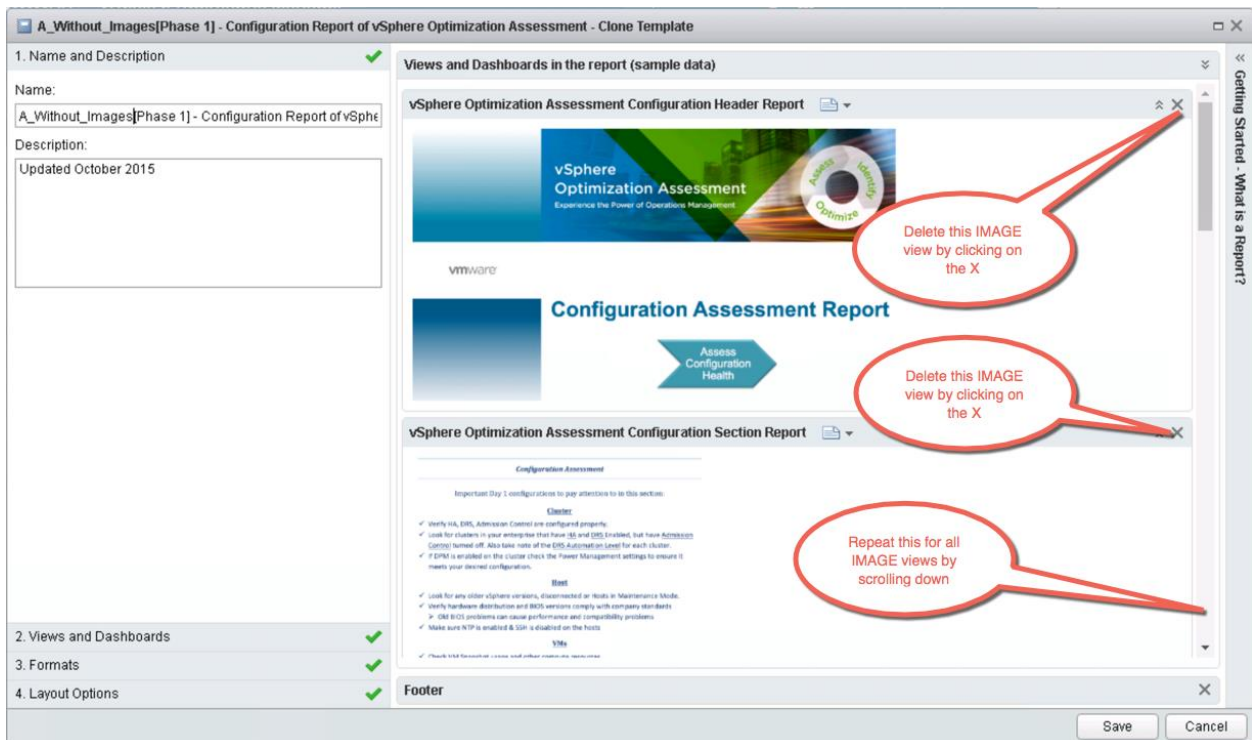 A_Without_Images[Phase 1] - Configuration Report of vSphere Optimization Assessment - Clone Template
1. Name and Description
Name:
A_Without_Images[Phase 1] - Configuration Report of vSphe
Description:
Updated October 2015
2. Views and Dashboards
3. Formats
4. Layout Options
Views and Dashboards in the report (sample data)
vSphere Optimization Assessment Configuration Header Report
vSphere
Optimization Assessment
Experience the Power of Operations Management
Assess
Identify
Optimize
vmware
Configuration Assessment Report
Assess
Configuration
Health
Delete this IMAGE
view by clicking on
the X
Delete this IMAGE
view by clicking on
the X
vSphere Optimization Assessment Configuration Section Report
Configuration Assessment
Important Day 1 configurations to pay attention to in this section:
Cluster
✓ Verify HA, DRS, Admission Control are configured properly.
✓ Look for clusters in your enterprise that have HA and DRS Enabled, but have Admission
Control turned off. Also take note of the DRS Automation Level for each cluster.
✓ If DPM is enabled on the cluster check the Power Management settings to ensure it
meets your desired configuration.
Host
✓ Look for any older vSphere versions, disconnected or Hosts in Maintenance Mode.
✓ Verify hardware distribution and BIOS versions comply with company standards
➢ Old BIOS problems can cause performance and compatibility problems
✓ Make sure NTP is enabled & SSH is disabled on the hosts
VMs
✓ Check VM Snapshot usage and other compute resources
Repeat this for all
IMAGE views by
scrolling down
Footer
Getting Started - What is a Report?
Save
Cancel